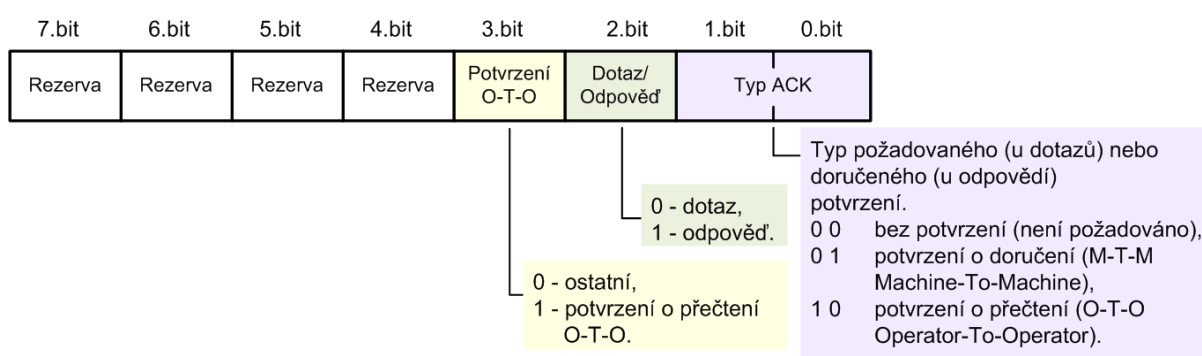 7.bit 6.bit 5.bit 4.bit 3.bit 2.bit 1.bit 0.bit
Rezerva Rezerva Rezerva Rezerva Potvrzení O-T-O Dotaz/ Odpověď Typ ACK
Typ požadovaného (u dotazů) nebo
doručeného (u odpovědí)
potvrzení.
0 0 bez potvrzení (není požadováno),
0 1 potvrzení o doručení (M-T-M
Machine-To-Machine),
1 0 potvrzení o přečtení (O-T-O
Operator-To-Operator).
0 - dotaz,
1 - odpověď.
0 - ostatní,
1 - potvrzení o přečtení
O-T-O.